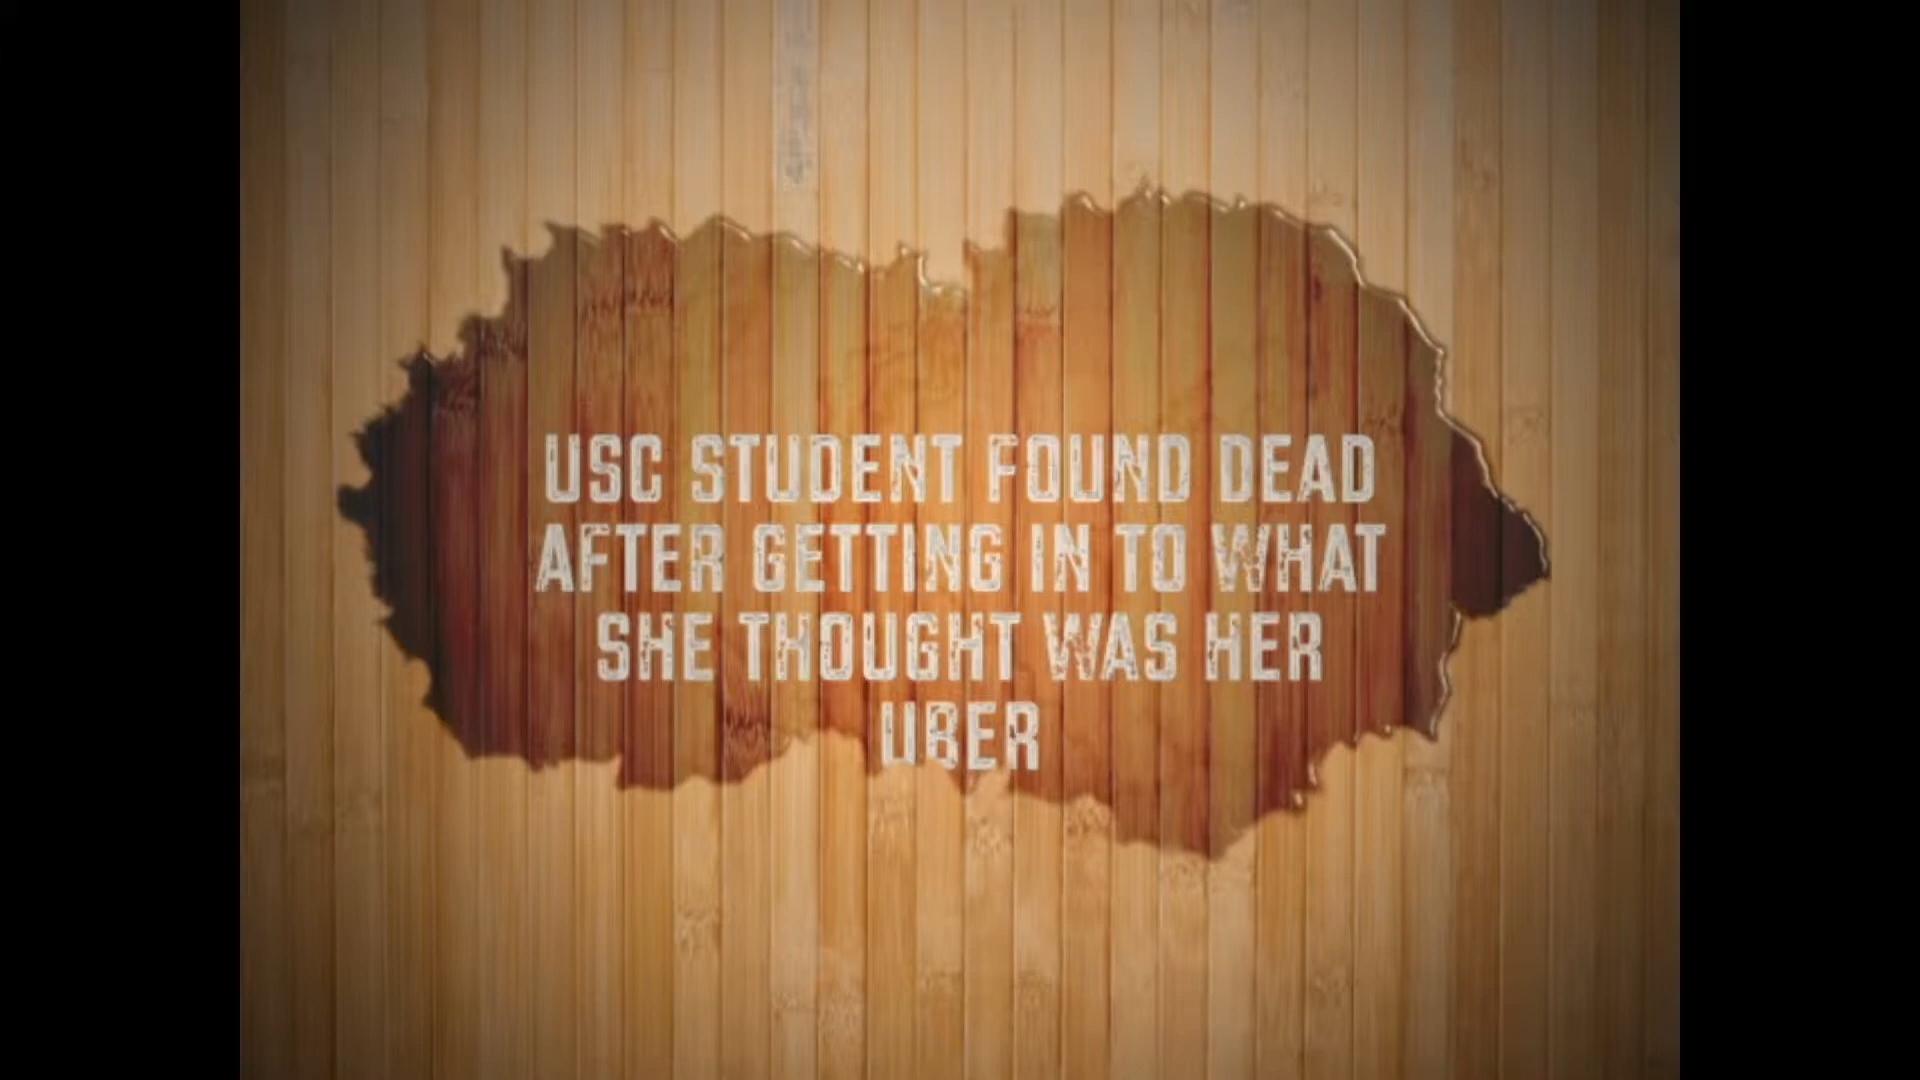 USC STUDENT FOUND DEAD
AFTER GETTING IN TO WHAT
SHE THOUGHT WAS HER
UBER